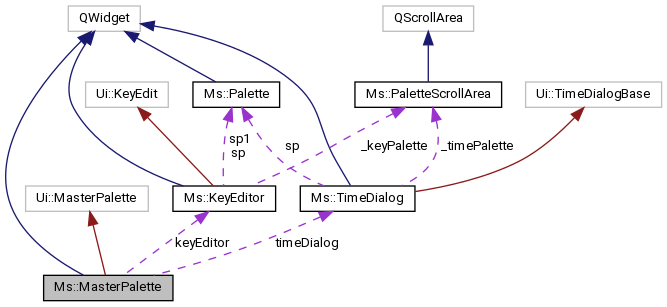 QWidget
QScrollArea
Ui::KeyEdit
Ms::Palette
Ms::PaletteScrollArea
Ui::TimeDialogBase
sp1
sp
sp
_keyPalette
_timePalette
Ui::MasterPalette
Ms::KeyEditor
Ms::TimeDialog
keyEditor
timeDialog
Ms::MasterPalette